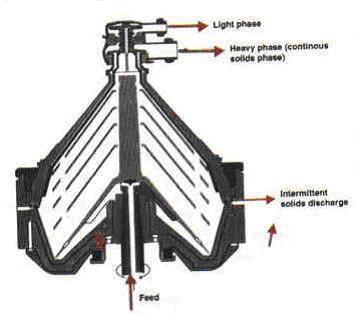 Light phase
Heavy phase (continous
solids phase)
Intermittent
solids discharge
Feed